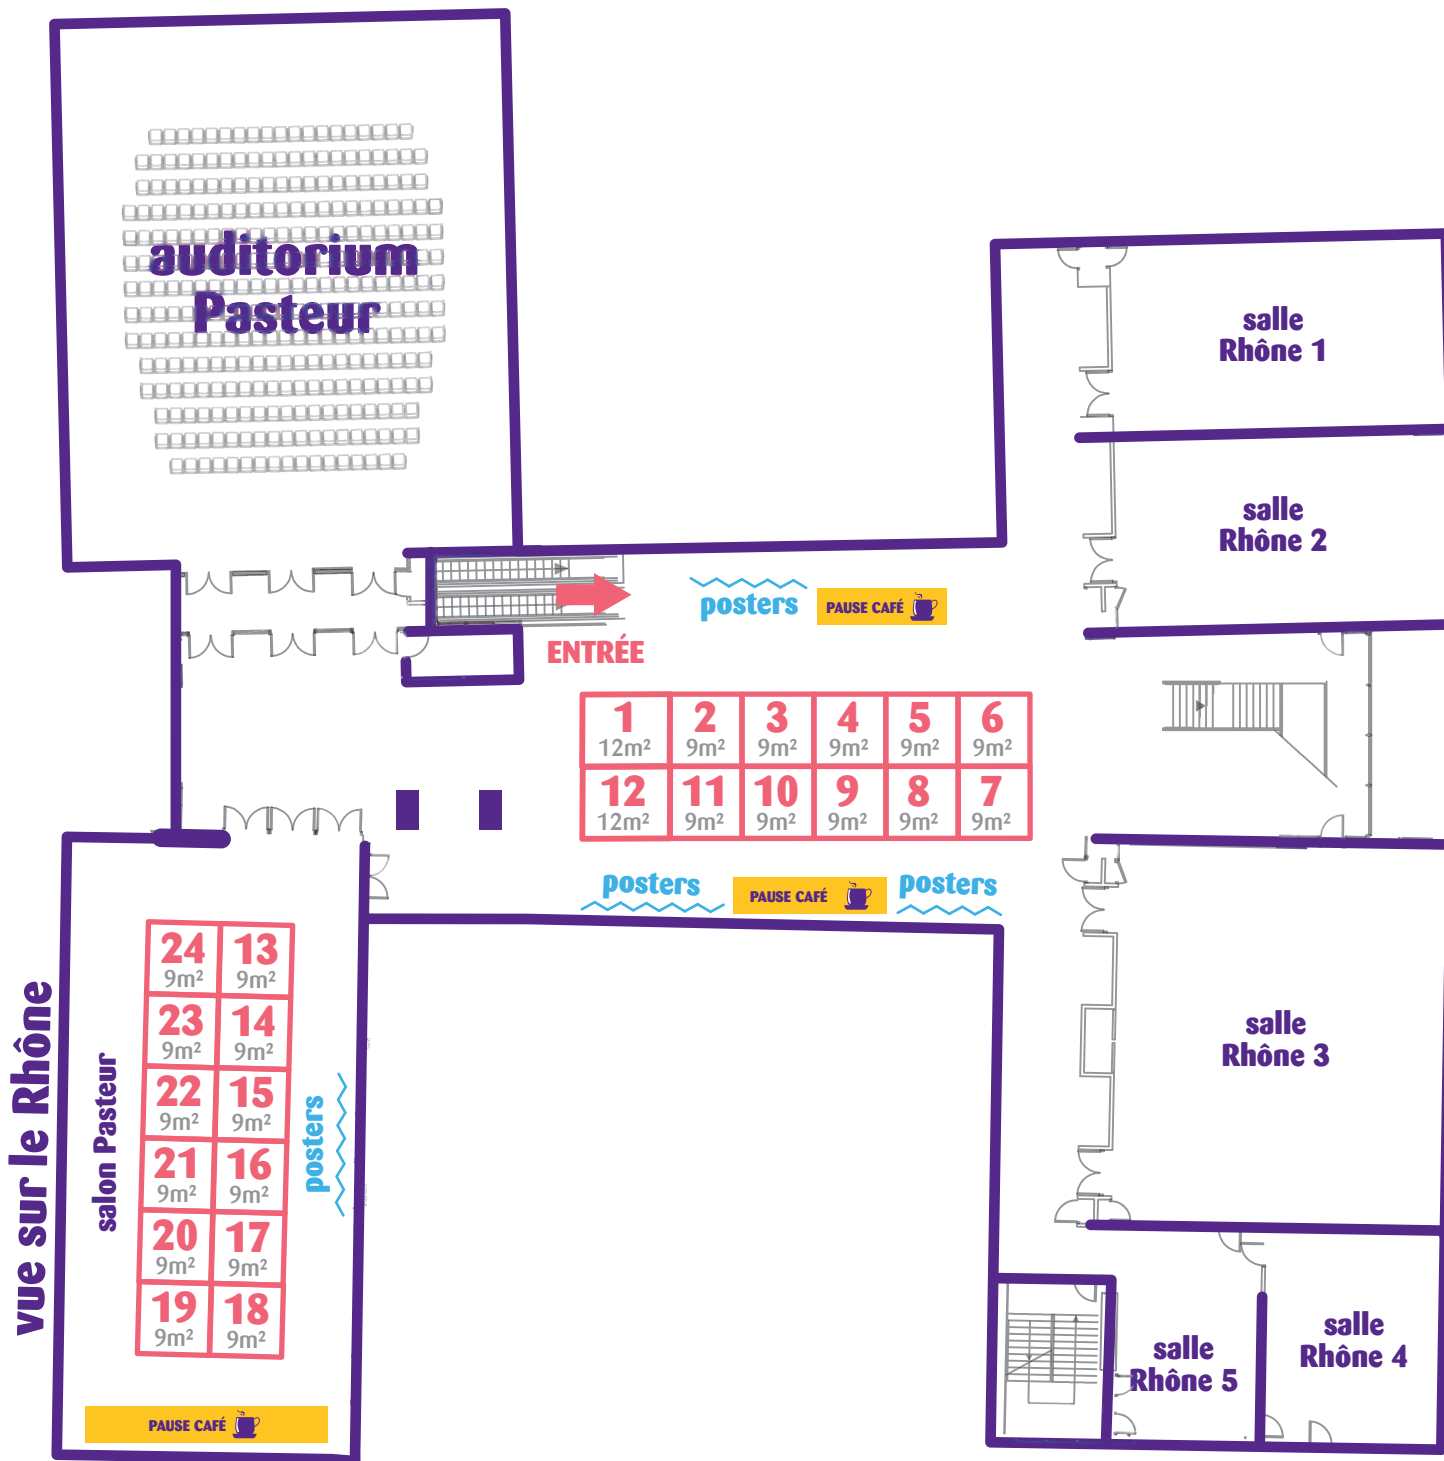 auditorium
Pasteur
salle
Rhône 1
salle
Rhône 2
posters
PAUSE CAFÉ
ENTRÉE
1
12m²
2
9m²
3
9m²
4
9m²
5
9m²
6
9m²
12
12m²
11
9m²
10
9m²
9
9m²
8
9m²
7
9m²
posters
PAUSE CAFÉ
posters
vue sur le Rhône
salon Pasteur
24
9m²
13
9m²
23
9m²
14
9m²
22
9m²
15
9m²
21
9m²
16
9m²
20
9m²
17
9m²
19
9m²
18
9m²
posters
PAUSE CAFÉ
salle
Rhône 3
salle
Rhône 4
salle
Rhône 5